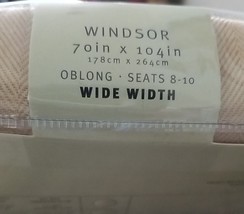 WINDSOR
70in x 104in
178cm x 264cm
OBLONG · SEATS 8-10
WIDE WIDTH